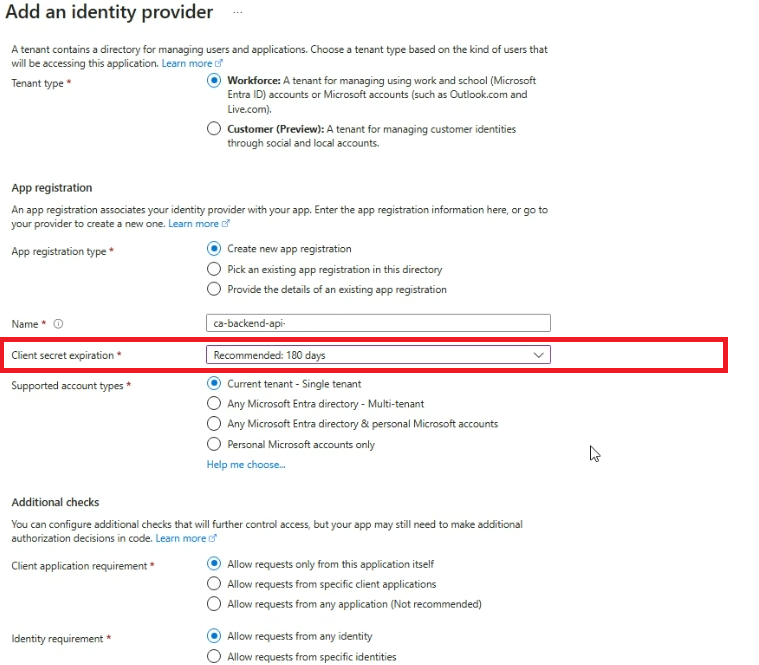 Add an identity provider ...
A tenant contains a directory for managing users and applications. Choose a tenant type based on the kind of users that
will be accessing this application. Learn more
Tenant type *
Workforce: A tenant for managing using work and school (Microsoft
Entra ID) accounts or Microsoft accounts (such as Outlook.com and
Live.com).
Customer (Preview): A tenant for managing customer identities
through social and local accounts.
App registration
An app registration associates your identity provider with your app. Enter the app registration information here, or go to
your provider to create a new one. Learn more
App registration type *
Create new app registration
Pick an existing app registration in this directory
Provide the details of an existing app registration
Name *
ca-backend-api-
Client secret expiration *
Recommended: 180 days
Supported account types *
Current tenant - Single tenant
Any Microsoft Entra directory - Multi-tenant
Any Microsoft Entra directory & personal Microsoft accounts
Personal Microsoft accounts only
Help me choose...
Additional checks
You can configure additional checks that will further control access, but your app may still need to make additional
authorization decisions in code. Learn more
Client application requirement *
Allow requests only from this application itself
Allow requests from specific client applications
Allow requests from any application (Not recommended)
Identity requirement *
Allow requests from any identity
Allow requests from specific identities